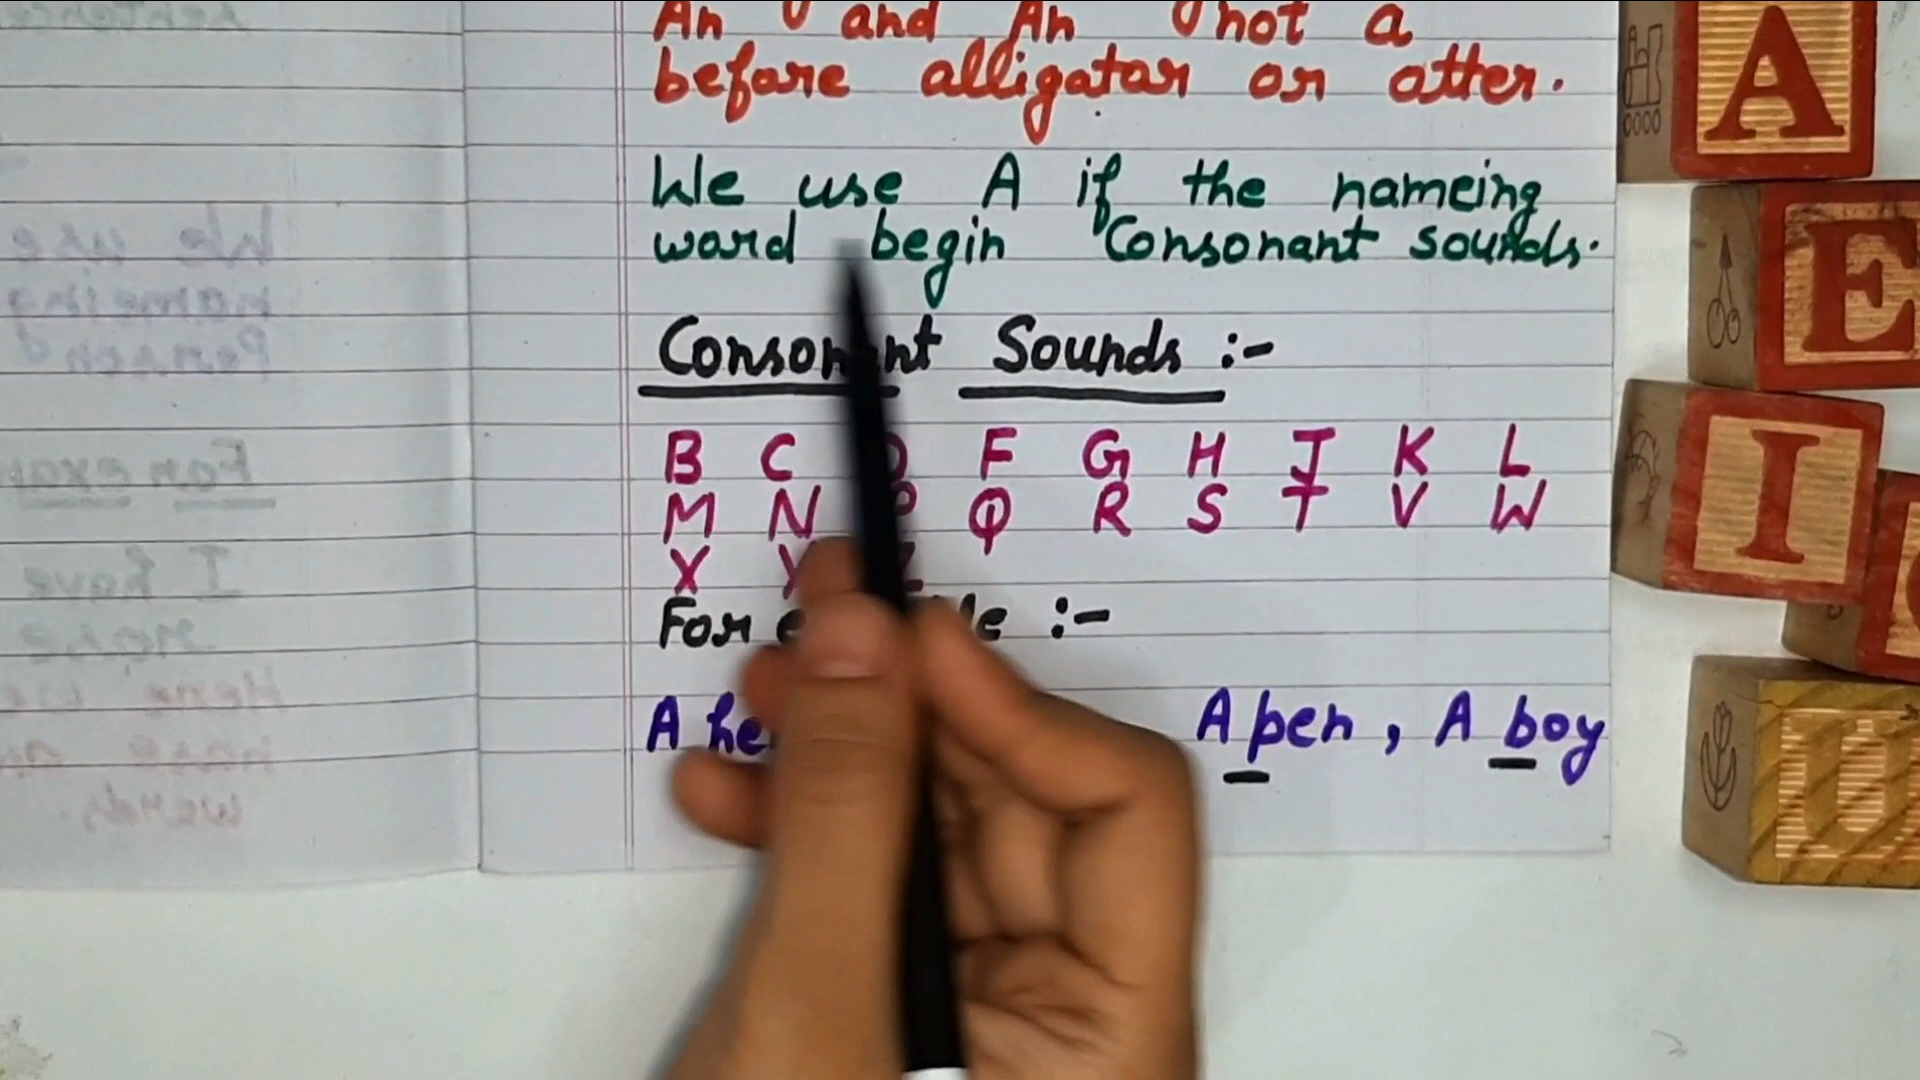 An and An not a
before alligator or otter.
We use A if the nameing
word begin Consonant sounds.
Consonant Sounds :-
B C D F G H J K L
M N P Q R S T V W
X Y Z
For :-
A pen, A boy
A
E
I
U